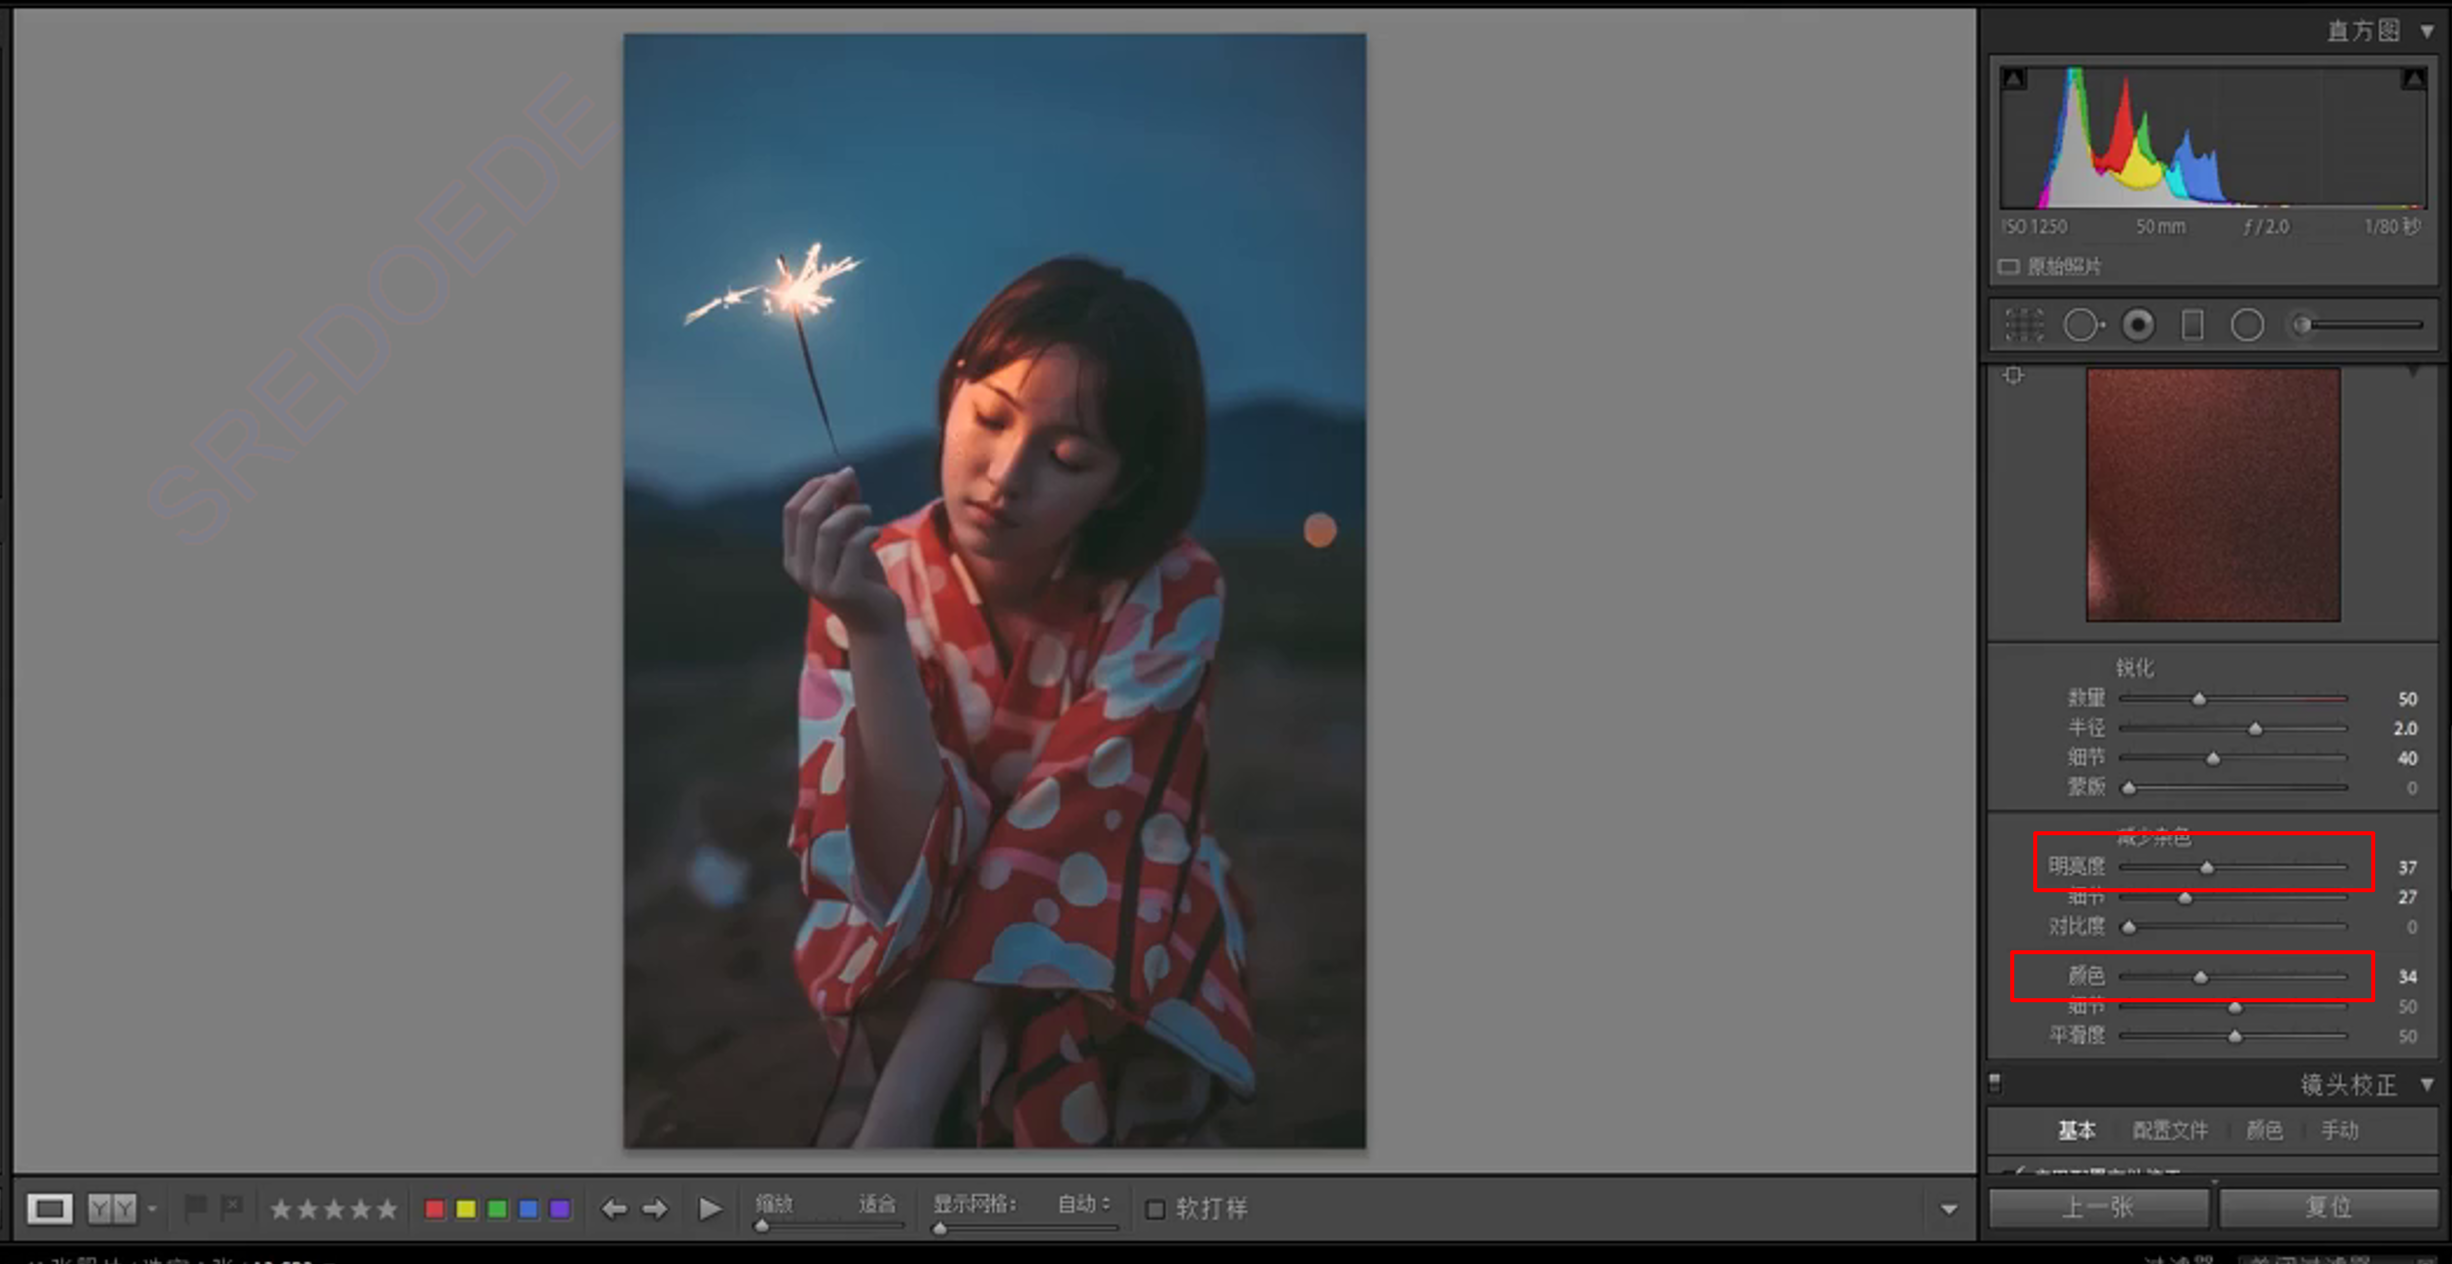 直方图
ISO 1250 50 mm ƒ / 2.0 1/80 秒
原始照片
SREDOEDE
锐化
数量 50
半径 2.0
细节 40
蒙版 0
减少杂色
明亮度 37
细节 27
对比度 0
颜色 34
细节 50
平滑度 50
镜头校正
基本 配置文件 颜色 手动
上一张 复位
YY 缩放 适合 显示网格: 自动 软打样